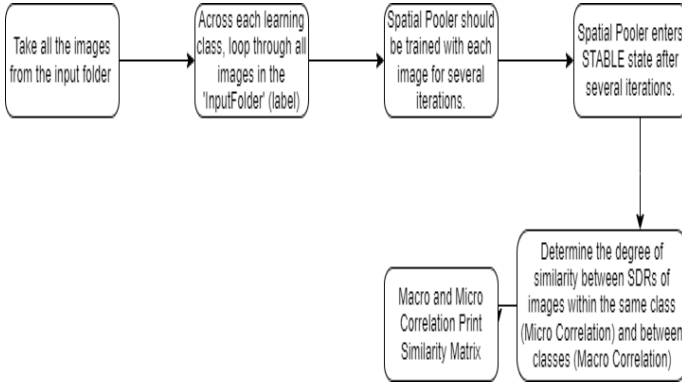 Take all the images
from the input folder
Across each learning
class, loop through all
images in the
'InputFolder' (label)
Spatial Pooler should
be trained with each
image for several
iterations.
Spatial Pooler enters
STABLE state after
several iterations.
Determine the degree of
similarity between SDRs of
images within the same class
(Micro Correlation) and between
classes (Macro Correlation)
Macro and Micro
Correlation Print
Similarity Matrix